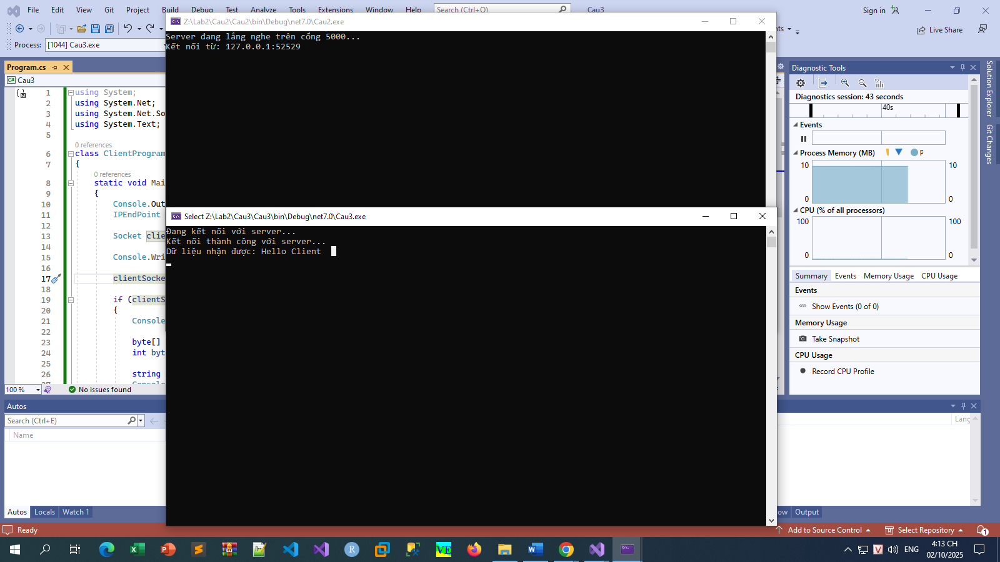 File Edit View Git Project Build Debug Test Analyze Tools Extensions Window Help Search (Ctrl+Q) Cau3 Sign in
Z:\Lab2\Cau2\Cau2\bin\Debug\net7.0\Cau2.exe
Live Share
Process: [1044] Cau3.exe
Server đang lắng nghe trên cổng 5000...
Kết nối từ: 127.0.0.1:52529
Program.cs
Cau3
1 using System;
2 using System.Net;
3 using System.Net.So
4 using System.Text;
5
0 references
6 class ClientProgram
7 {
0 references
8 static void Mai
9 {
10 Console.Out
11 IPEndPoint
12
13 Socket clie
14
15 Console.Wri
16
17 clientSocke
18
19 if (clientS
20 {
21 Console
22
23 byte[]
24 int byt
25
26 string
100 % No issues found
Select Z:\Lab2\Cau3\Cau3\bin\Debug\net7.0\Cau3.exe
Đang kết nối với server...
Kết nối thành công với server...
Dữ liệu nhận được: Hello Client
Diagnostic Tools
Diagnostics session: 43 seconds
40s
Events
Process Memory (MB) P
10 10
0 0
CPU (% of all processors)
100 100
0 0
Summary Events Memory Usage CPU Usage
Events
Show Events (0 of 0)
Memory Usage
Take Snapshot
CPU Usage
Record CPU Profile
Solution Explorer
Git Changes
Autos
Search (Ctrl+E)
Name
Lang
Autos Locals Watch 1
ow Output
Ready Add to Source Control Select Repository 1
ENG 4:13 CH
02/10/2025